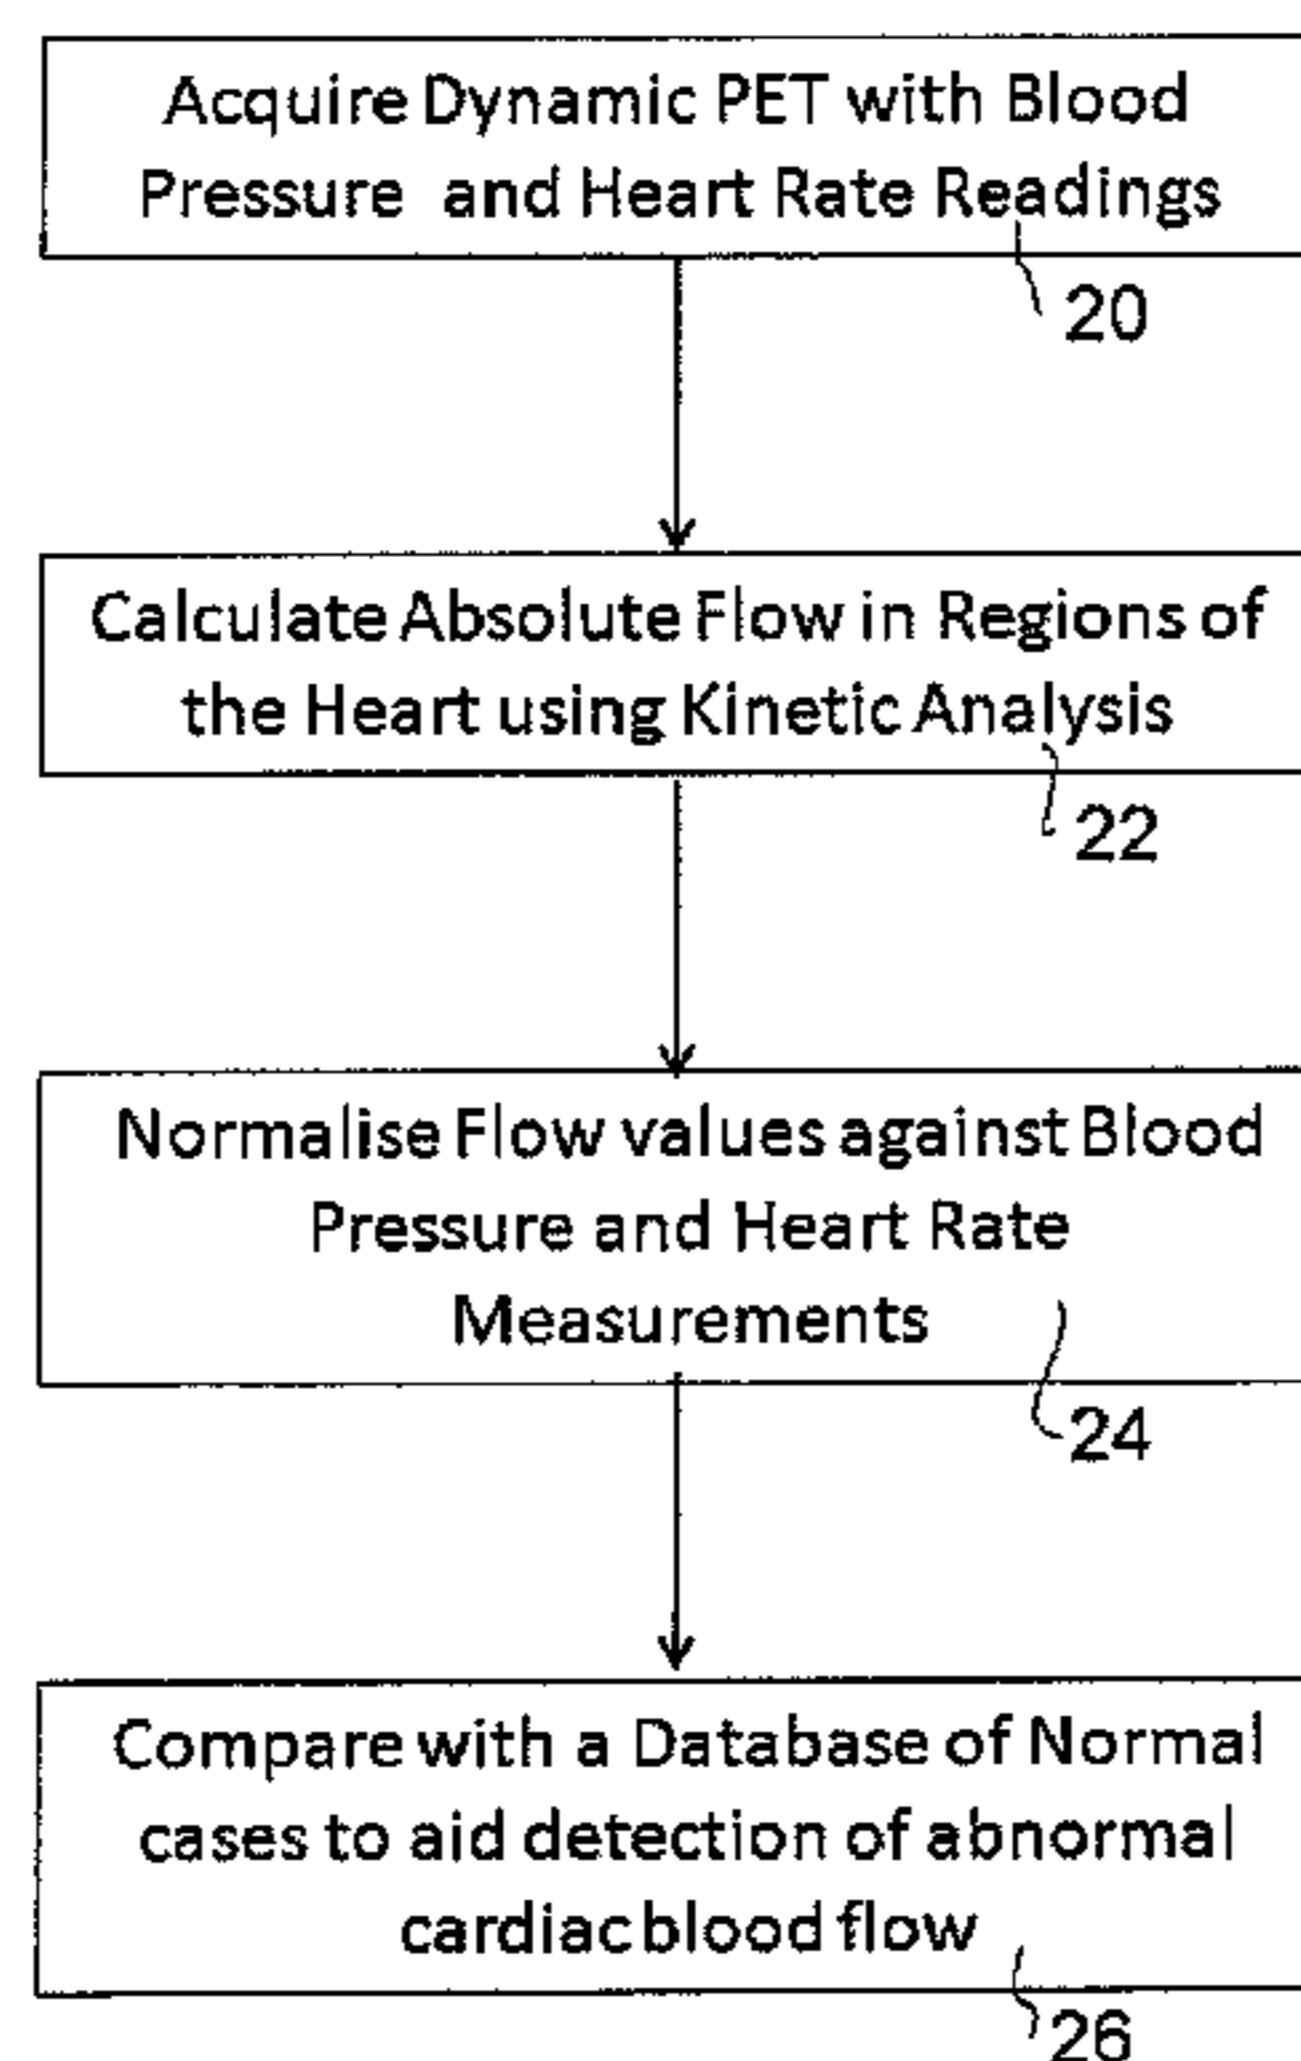 Acquire Dynamic PET with Blood
Pressure and Heart Rate Readings
20
Calculate Absolute Flow in Regions of
the Heart using Kinetic Analysis
22
Normalise Flow values against Blood
Pressure and Heart Rate
Measurements
24
Compare with a Database of Normal
cases to aid detection of abnormal
cardiac blood flow
26